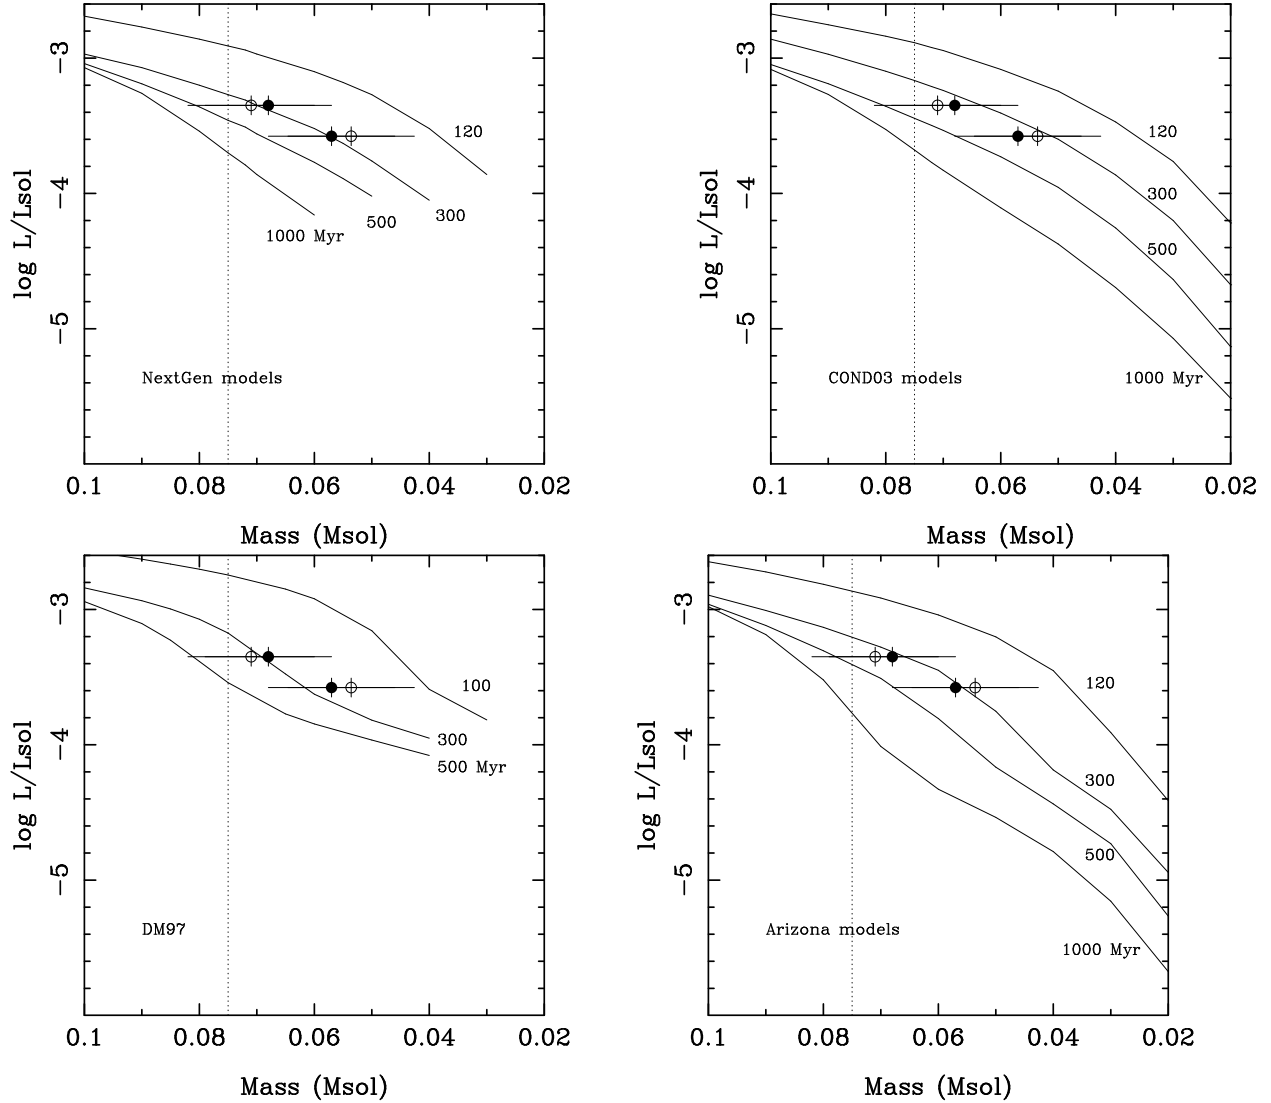 −3
−4
−5
log L/Lsol
120
300
500
1000 Myr
NextGen models
0.1 0.08 0.06 0.04 0.02
Mass (Msol)
−3
−4
−5
log L/Lsol
120
300
500
1000 Myr
COND03 models
0.1 0.08 0.06 0.04 0.02
Mass (Msol)
−3
−4
−5
log L/Lsol
100
300
500 Myr
DM97
0.1 0.08 0.06 0.04 0.02
Mass (Msol)
−3
−4
−5
log L/Lsol
120
300
500
1000 Myr
Arizona models
0.1 0.08 0.06 0.04 0.02
Mass (Msol)